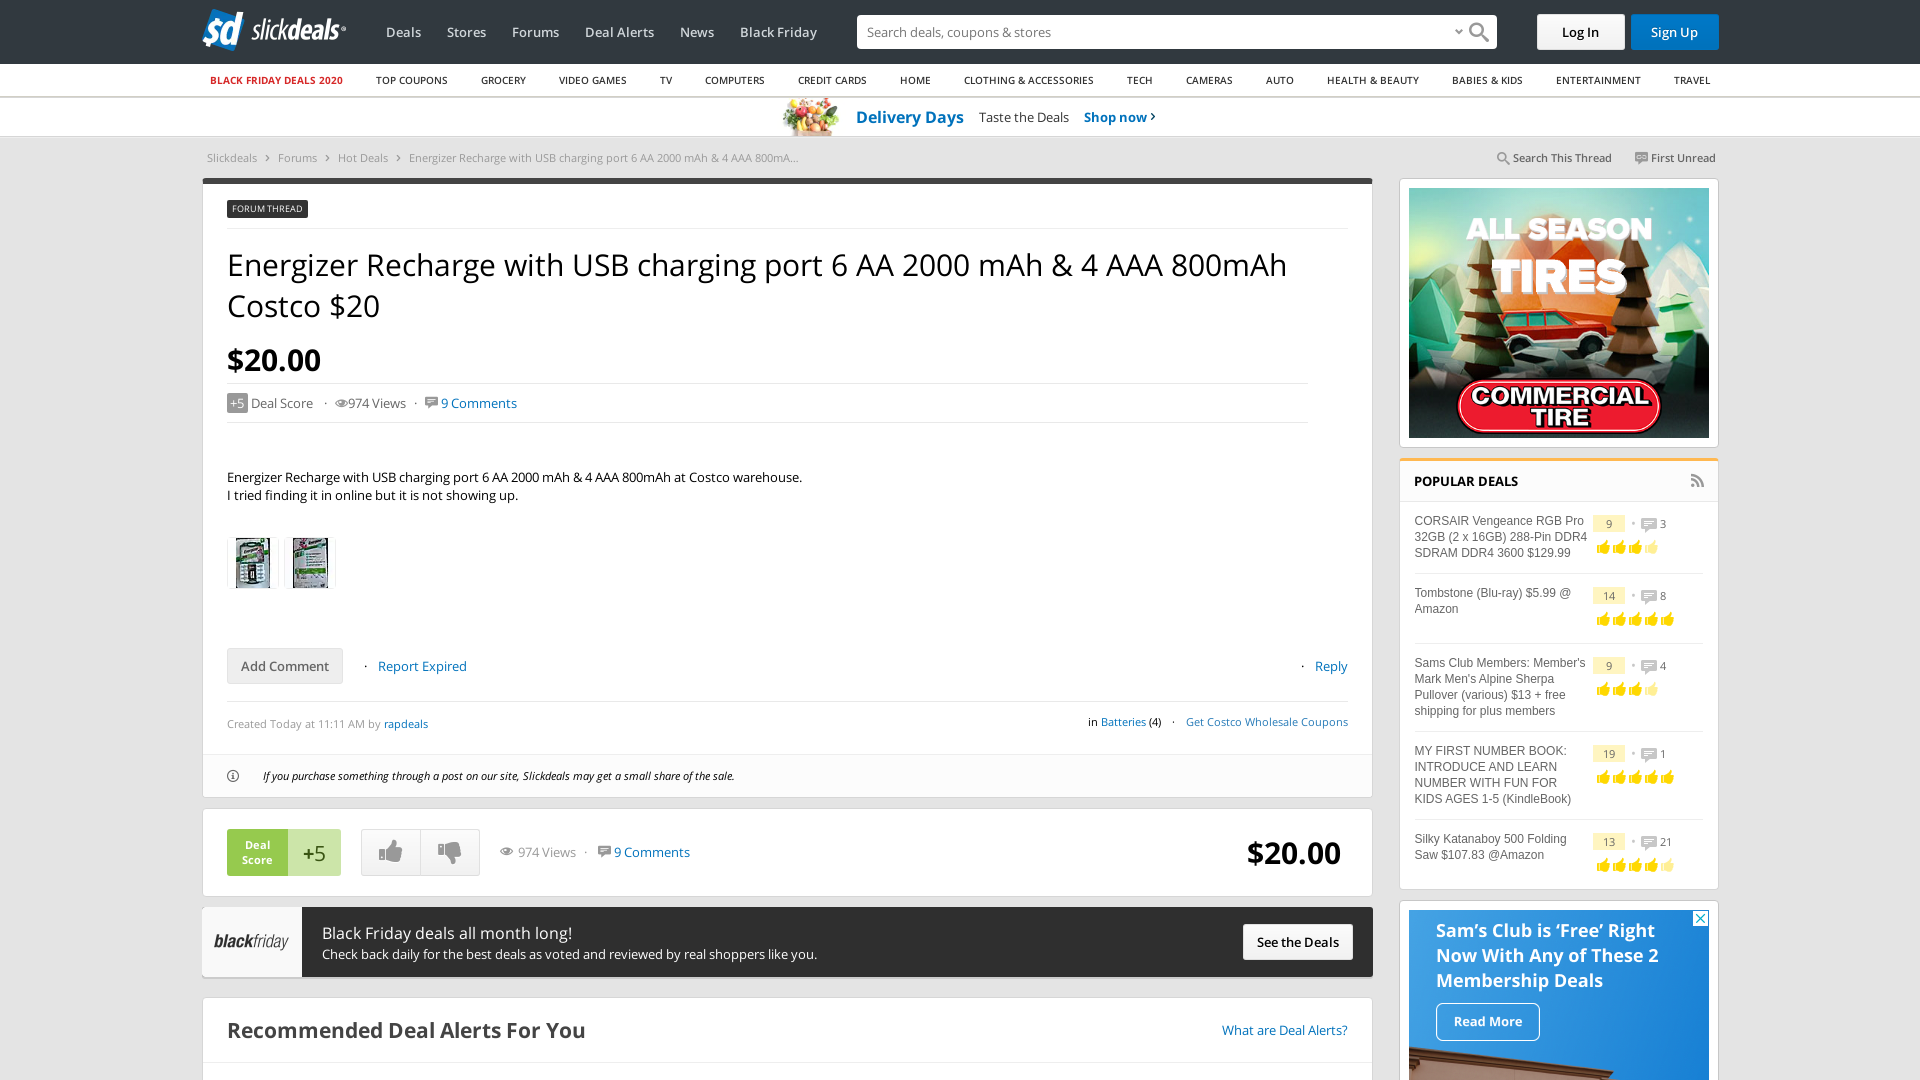 sd slickdeals®
Deals Stores Forums Deal Alerts News Black Friday
Search deals, coupons & stores
Log In
Sign Up
BLACK FRIDAY DEALS 2020 TOP COUPONS GROCERY VIDEO GAMES TV COMPUTERS CREDIT CARDS HOME CLOTHING & ACCESSORIES TECH CAMERAS AUTO HEALTH & BEAUTY BABIES & KIDS ENTERTAINMENT TRAVEL
Delivery Days Taste the Deals Shop now ›
Slickdeals › Forums › Hot Deals › Energizer Recharge with USB charging port 6 AA 2000 mAh & 4 AAA 800mA...
Search This Thread First Unread
FORUM THREAD
Energizer Recharge with USB charging port 6 AA 2000 mAh & 4 AAA 800mAh
Costco $20
$20.00
+5 Deal Score · 974 Views · 9 Comments
Energizer Recharge with USB charging port 6 AA 2000 mAh & 4 AAA 800mAh at Costco warehouse.
I tried finding it in online but it is not showing up.
Add Comment · Report Expired · Reply
Created Today at 11:11 AM by rapdeals
in Batteries (4) · Get Costco Wholesale Coupons
If you purchase something through a post on our site, Slickdeals may get a small share of the sale.
Deal
Score
+5
974 Views · 9 Comments
$20.00
blackfriday
Black Friday deals all month long!
Check back daily for the best deals as voted and reviewed by real shoppers like you.
See the Deals
Recommended Deal Alerts For You
What are Deal Alerts?
ALL SEASON
TIRES
COMMERCIAL
TIRE
POPULAR DEALS
CORSAIR Vengeance RGB Pro
32GB (2 x 16GB) 288-Pin DDR4
SDRAM DDR4 3600 $129.99
9 • 3
Tombstone (Blu-ray) $5.99 @
Amazon
14 • 8
Sams Club Members: Member's
Mark Men's Alpine Sherpa
Pullover (various) $13 + free
shipping for plus members
9 • 4
MY FIRST NUMBER BOOK:
INTRODUCE AND LEARN
NUMBER WITH FUN FOR
KIDS AGES 1-5 (KindleBook)
19 • 1
Silky Katanaboy 500 Folding
Saw $107.83 @Amazon
13 • 21
Sam's Club is 'Free' Right
Now With Any of These 2
Membership Deals
Read More